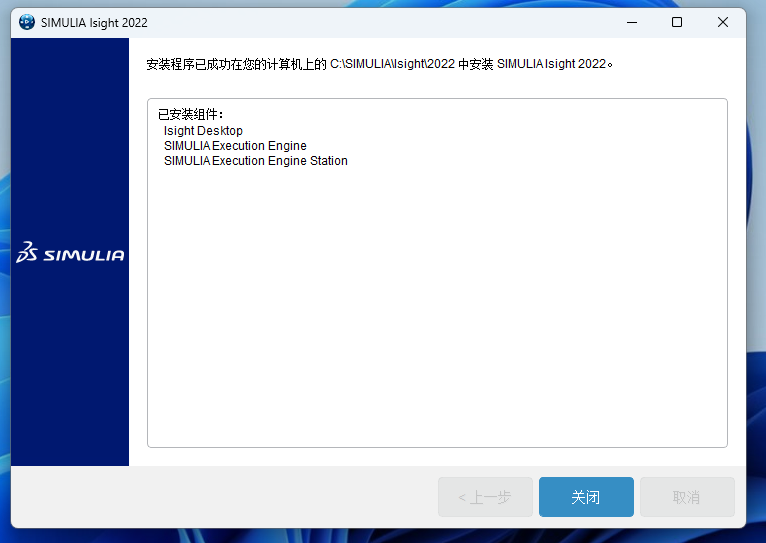 SIMULIA Isight 2022
安装程序已成功在您的计算机上的 C:\SIMULIA\Isight\2022 中安装 SIMULIA Isight 2022。
已安装组件：
Isight Desktop
SIMULIA Execution Engine
SIMULIA Execution Engine Station
SIMULIA
< 上一步
关闭
取消